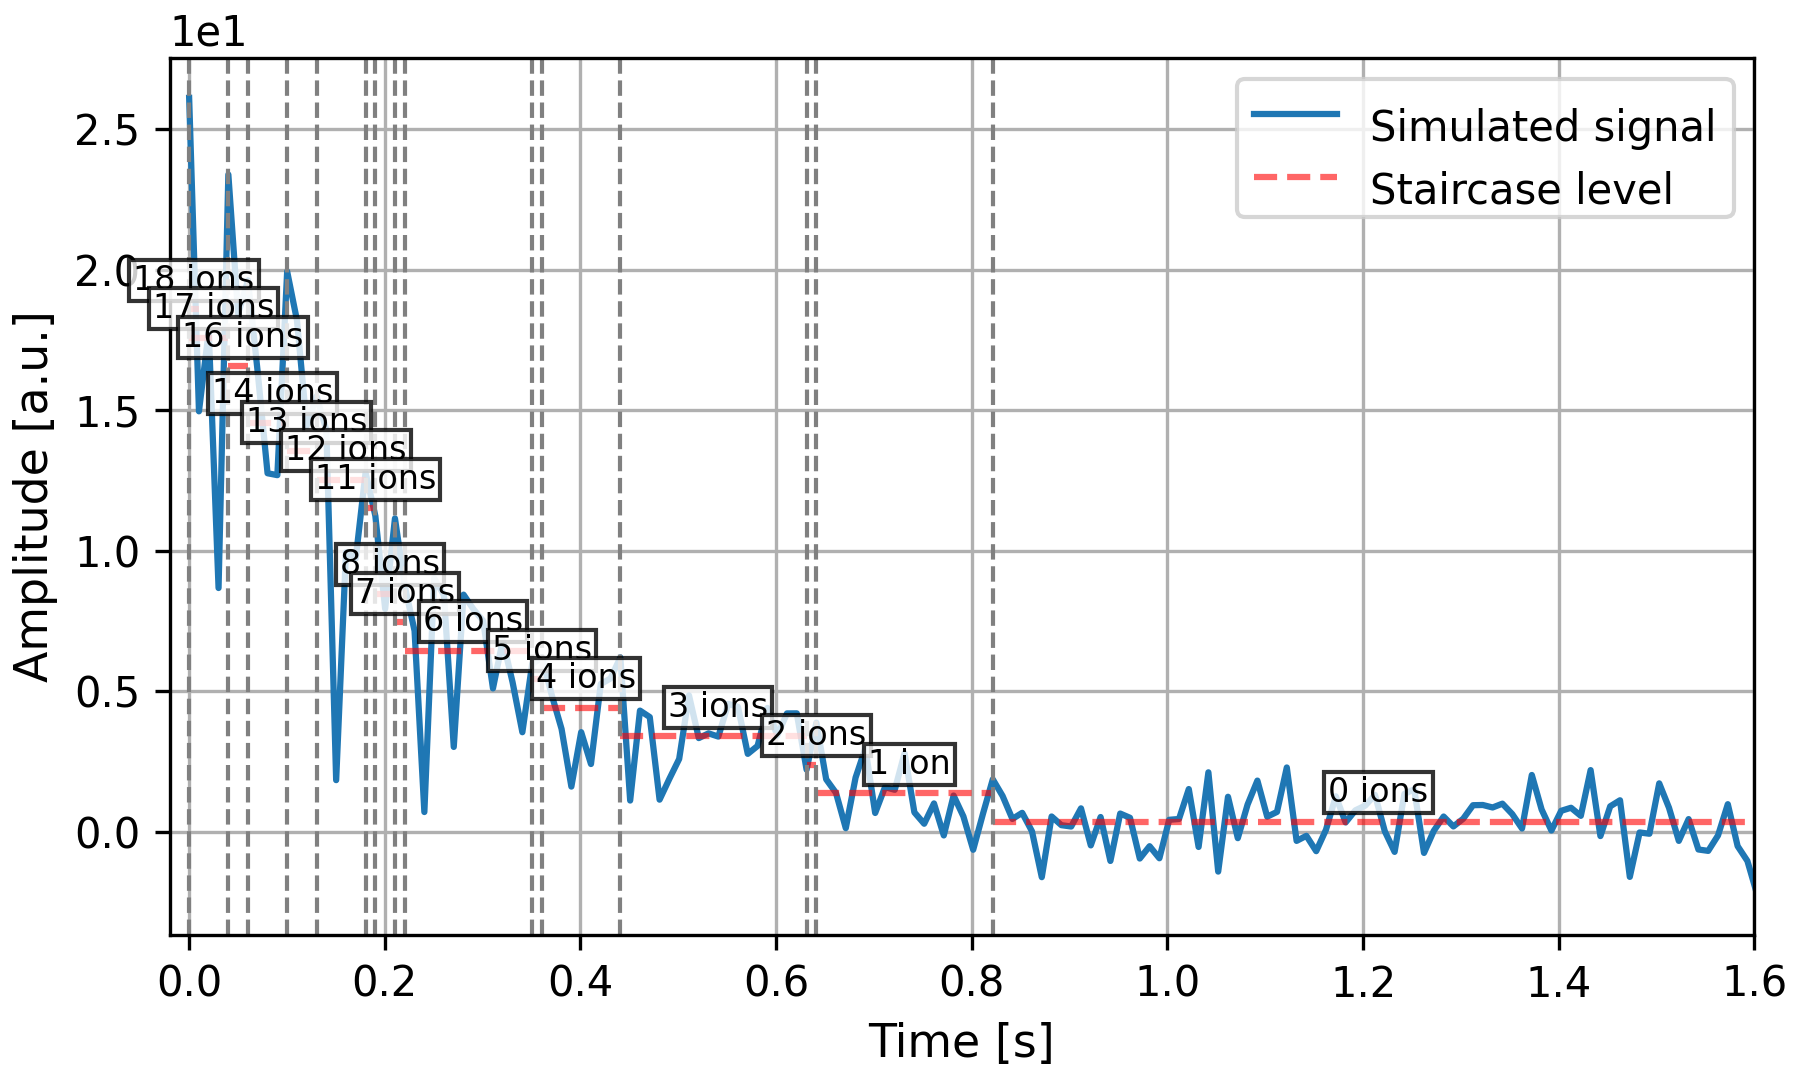 1e1
Simulated signal
Staircase level
2.5
2.0
1.5
1.0
0.5
0.0
Amplitude [a.u.]
18 ions
17 ions
16 ions
14 ions
13 ions
12 ions
11 ions
8 ions
7 ions
6 ions
5 ions
4 ions
3 ions
2 ions
1 ion
0 ions
0.0 0.2 0.4 0.6 0.8 1.0 1.2 1.4 1.6
Time [s]